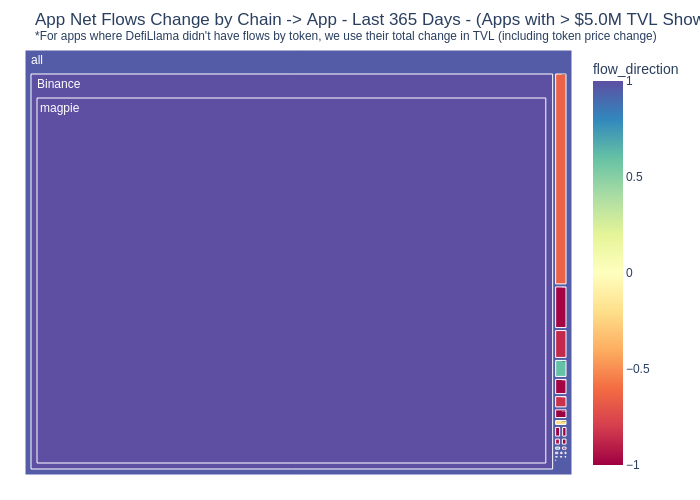 App Net Flows Change by Chain -> App - Last 365 Days - (Apps with > $5.0M TVL Show
*For apps where DefiLlama didn't have flows by token, we use their total change in TVL (including token price change)
all
Binance
magpie
flow_direction
1
0.5
0
−0.5
−1